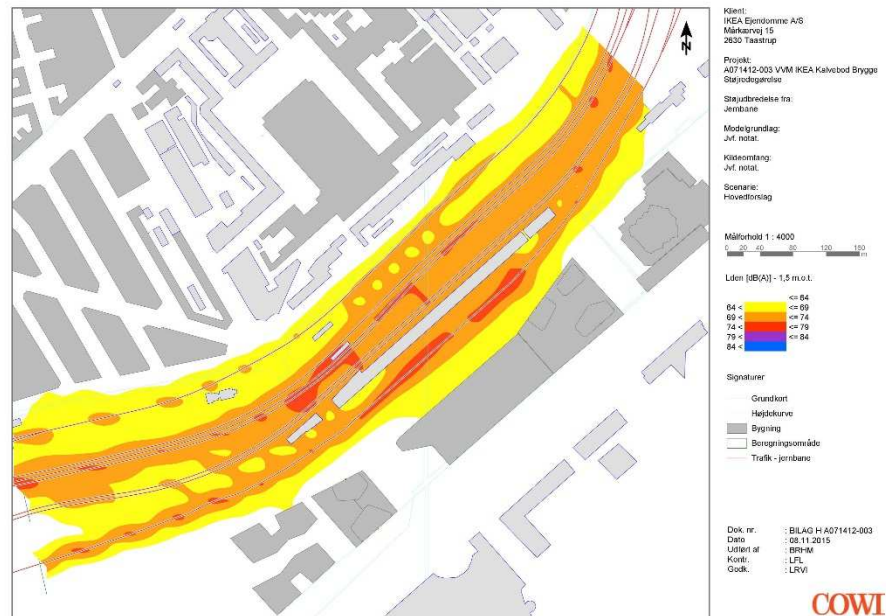 N
Klient:
IKEA Ejendomme A/S
Mårkærvej 15
2630 Taastrup
Projekt:
A071412-003 VVM IKEA Kalvebod Brygge
Støjredegørelse
Støjudbredelse fra:
Jernbane
Modelgrundlag:
Jvf. notat.
Kildeomfang:
Jvf. notat.
Scenarie:
Hovedforslag
Målforhold 1 : 4000
0 20 40 80 120 150
m
Lden [dB(A)] - 1,5 m.o.t.
<= 64
64 < <= 69
69 < <= 74
74 < <= 79
79 < <= 84
84 <
Signaturer
Grundkort
Højdekurve
Bygning
Beregningsområde
Trafik - jernbane
Dok. nr. : BILAG H A071412-003
Dato : 08.11.2015
Udført af : BRHM
Kontr. : LFL
Godk. : LRVI
COWI